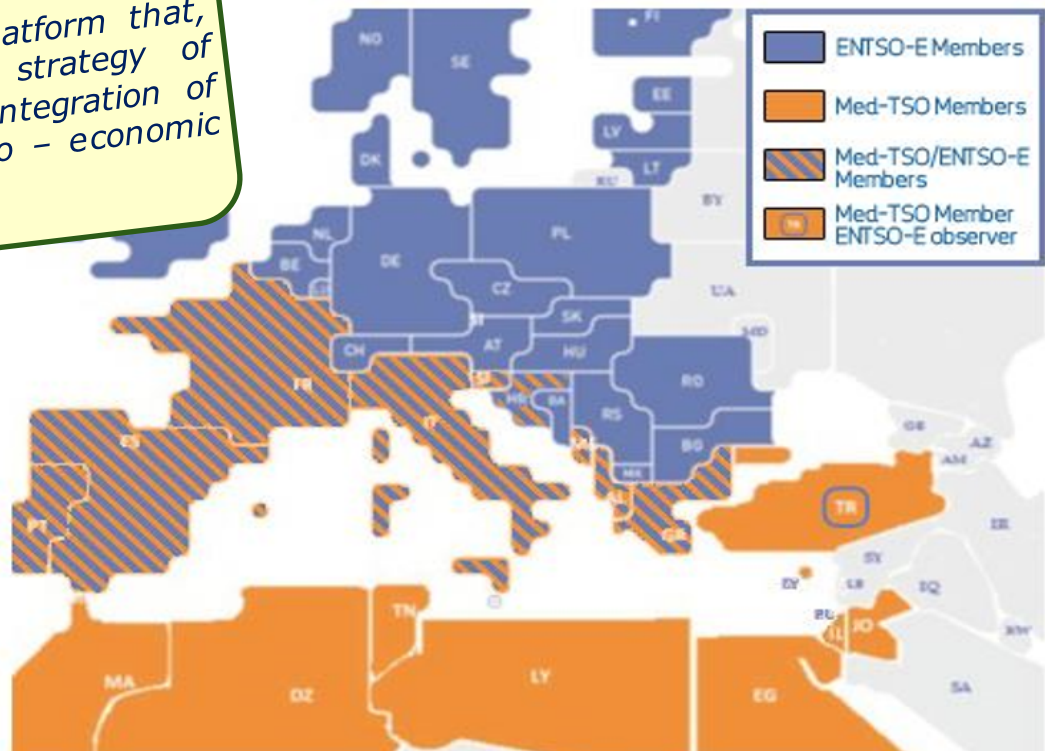 atform that,
strategy of
ntegration of
o – economic
ENTSO-E Members
Med-TSO Members
Med-TSO/ENTSO-E
Members
Med-TSO Member
ENTSO-E observer
NO
SE
FI
EE
LV
LT
DK
RU
BY
NL
BE
DE
PL
CZ
UA
SK
MD
CH
AT
HU
FR
SI
HR
BA
RO
RS
IT
ES
BG
MK
PT
AL
GR
TR
GE
AZ
AM
IR
SY
LB
IQ
KW
TN
IL
JO
MA
DZ
LY
EG
SA